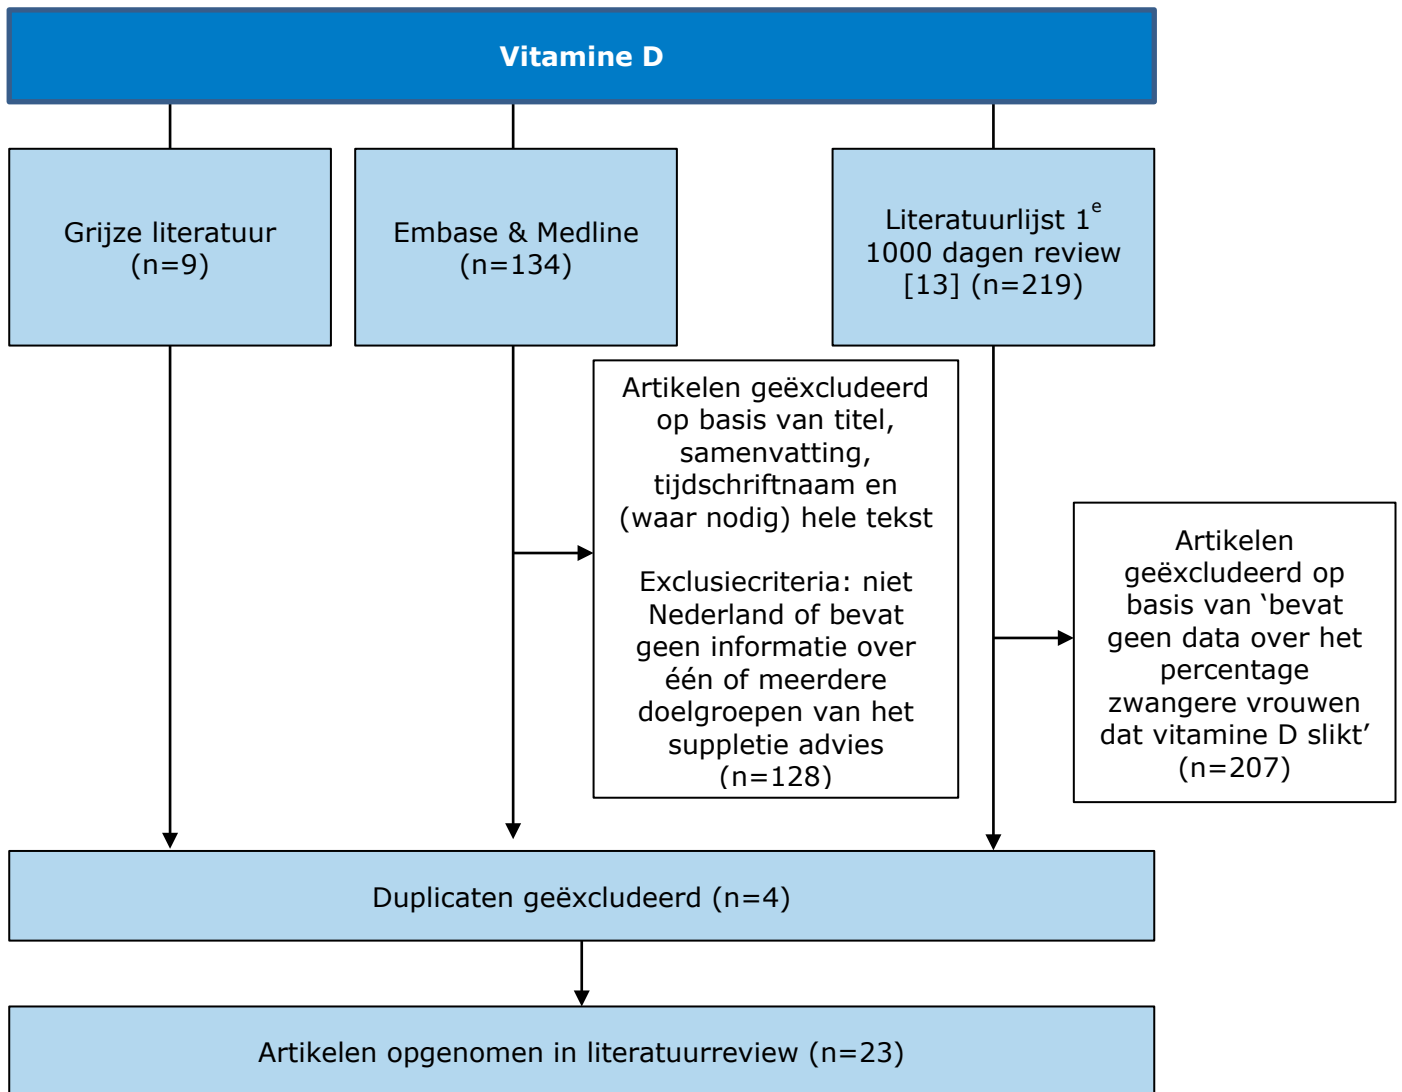 Vitamine D
Grijze literatuur
(n=9)
Embase & Medline
(n=134)
Literatuurlijst 1e
1000 dagen review
[13] (n=219)
Artikelen geëxcludeerd
op basis van titel,
samenvatting,
tijdschriftnaam en
(waar nodig) hele tekst
Exclusiecriteria: niet
Nederland of bevat
geen informatie over
één of meerdere
doelgroepen van het
suppletie advies
(n=128)
Artikelen
geëxcludeerd op
basis van ‘bevat
geen data over het
percentage
zwangere vrouwen
dat vitamine D slikt’
(n=207)
Duplicaten geëxcludeerd (n=4)
Artikelen opgenomen in literatuurreview (n=23)